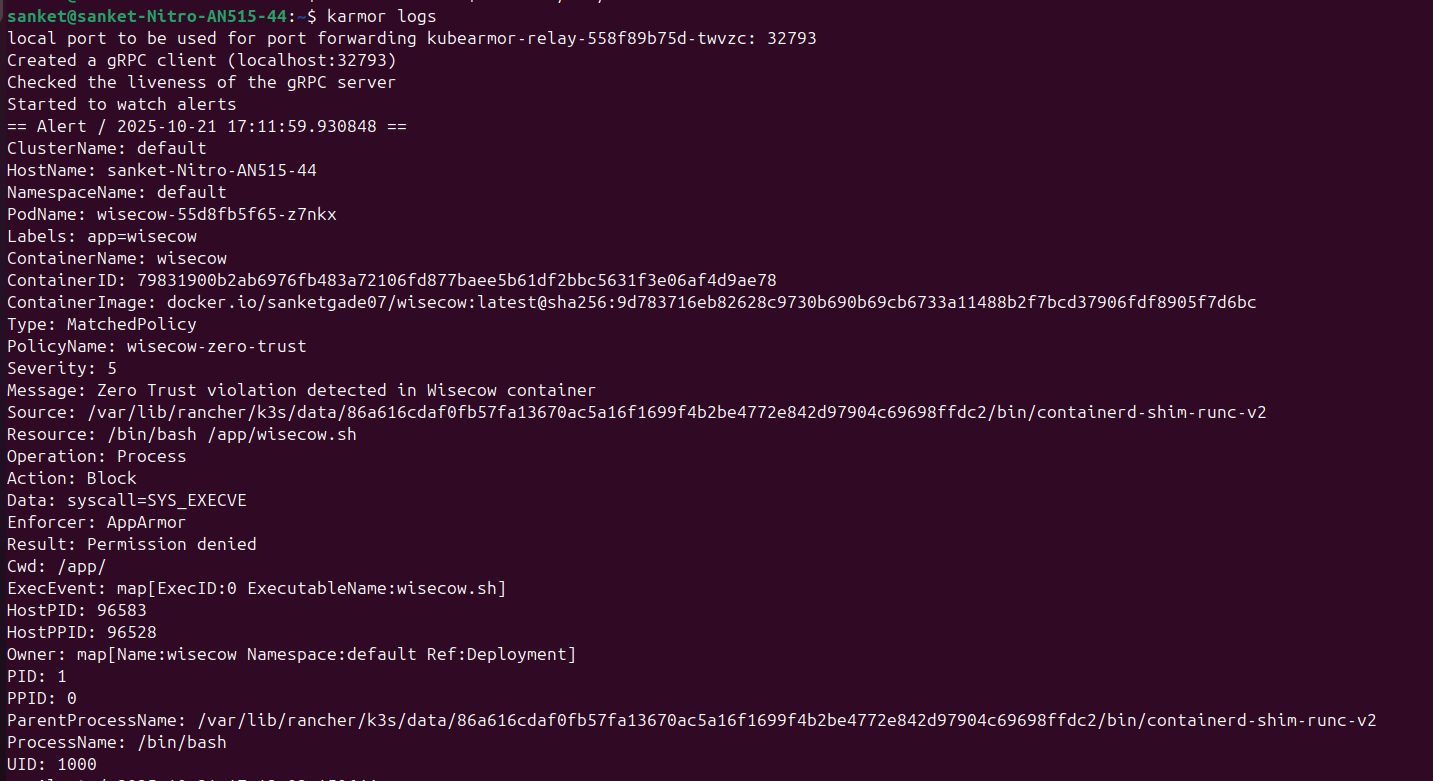 sanket@sanket-Nitro-AN515-44:~$ karmor logs
local port to be used for port forwarding kubearmor-relay-558f89b75d-twvzc: 32793
Created a gRPC client (localhost:32793)
Checked the liveness of the gRPC server
Started to watch alerts
== Alert / 2025-10-21 17:11:59.930848 ==
ClusterName: default
HostName: sanket-Nitro-AN515-44
NamespaceName: default
PodName: wisecow-55d8fb5f65-z7nkx
Labels: app=wisecow
ContainerName: wisecow
ContainerID: 79831900b2ab6976fb483a72106fd877baee5b61df2bbc5631f3e06af4d9ae78
ContainerImage: docker.io/sanketgade07/wisecow:latest@sha256:9d783716eb82628c9730b690b69cb6733a11488b2f7bcd37906fdf8905f7d6bc
Type: MatchedPolicy
PolicyName: wisecow-zero-trust
Severity: 5
Message: Zero Trust violation detected in Wisecow container
Source: /var/lib/rancher/k3s/data/86a616cdaf0fb57fa13670ac5a16f1699f4b2be4772e842d97904c69698ffdc2/bin/containerd-shim-runc-v2
Resource: /bin/bash /app/wisecow.sh
Operation: Process
Action: Block
Data: syscall=SYS_EXECVE
Enforcer: AppArmor
Result: Permission denied
Cwd: /app/
ExecEvent: map[ExecID:0 ExecutableName:wisecow.sh]
HostPID: 96583
HostPPID: 96528
Owner: map[Name:wisecow Namespace:default Ref:Deployment]
PID: 1
PPID: 0
ParentProcessName: /var/lib/rancher/k3s/data/86a616cdaf0fb57fa13670ac5a16f1699f4b2be4772e842d97904c69698ffdc2/bin/containerd-shim-runc-v2
ProcessName: /bin/bash
UID: 1000